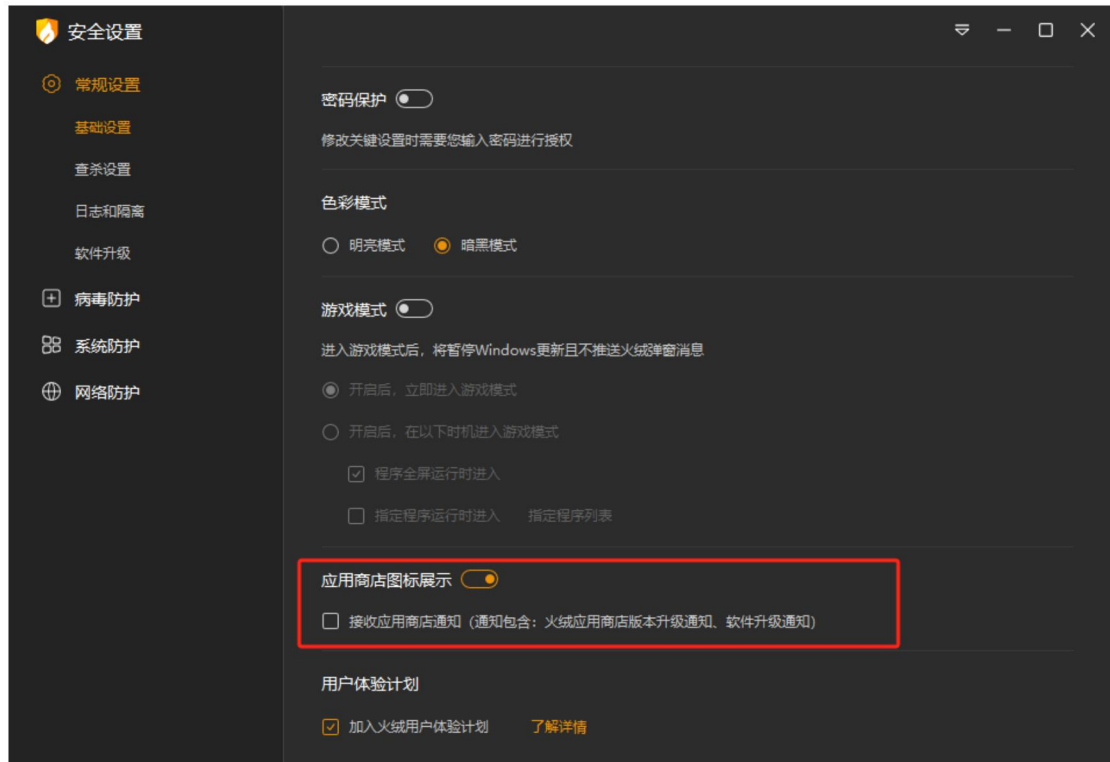 安全设置
常规设置
基础设置
查杀设置
日志和隔离
软件升级
病毒防护
系统防护
网络防护
密码保护
修改关键设置时需要您输入密码进行授权
色彩模式
明亮模式 暗黑模式
游戏模式
进入游戏模式后，将暂停Windows更新且不推送火绒弹窗消息
开启后，立即进入游戏模式
开启后，在以下时机进入游戏模式
程序全屏运行时进入
指定程序运行时进入 指定程序列表
应用商店图标展示
接收应用商店通知（通知包含：火绒应用商店版本升级通知、软件升级通知）
用户体验计划
加入火绒用户体验计划 了解详情